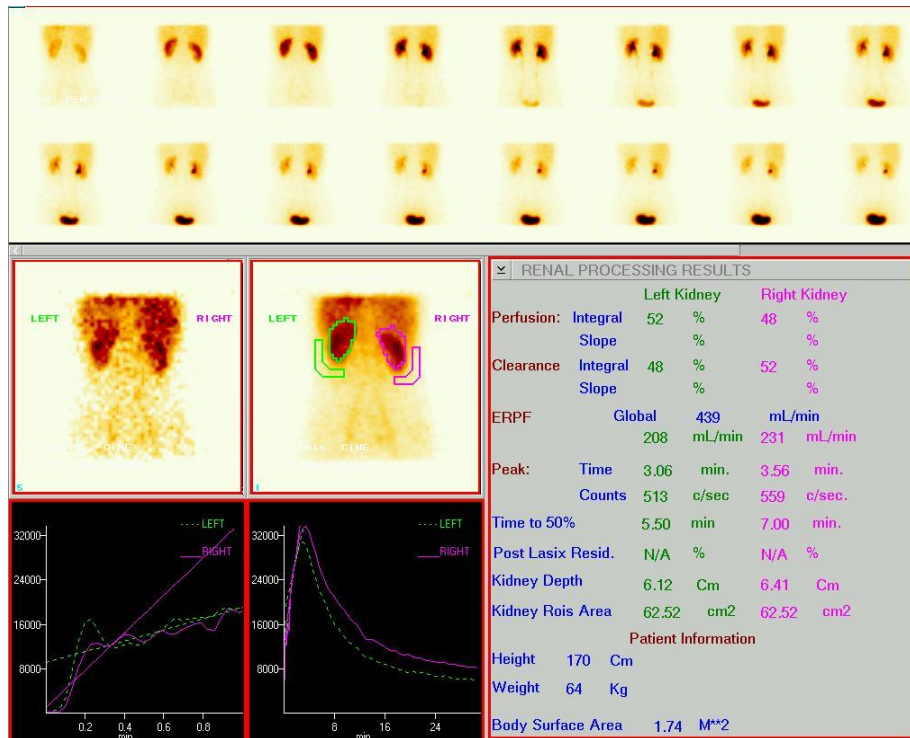 LEFT
RIGHT
LEFT
RIGHT
min. CINE
S
I
RENAL PROCESSING RESULTS
Left Kidney Right Kidney
Perfusion: Integral 52 % 48 %
Slope % %
Clearance Integral 48 % 52 %
Slope % %
ERPF Global 439 mL/min
208 mL/min 231 mL/min
Peak: Time 3.06 min. 3.56 min.
Counts 513 c/sec 559 c/sec.
Time to 50% 5.50 min 7.00 min.
Post Lasix Resid. N/A % N/A %
Kidney Depth 6.12 Cm 6.41 Cm
Kidney Rois Area 62.52 cm2 62.52 cm2
Patient Information
Height 170 Cm
Weight 64 Kg
Body Surface Area 1.74 M**2
LEFT
RIGHT
32000
24000
16000
8000
0.2 0.4 0.6 0.8
min
LEFT
RIGHT
32000
24000
16000
8000
8 16 24
min